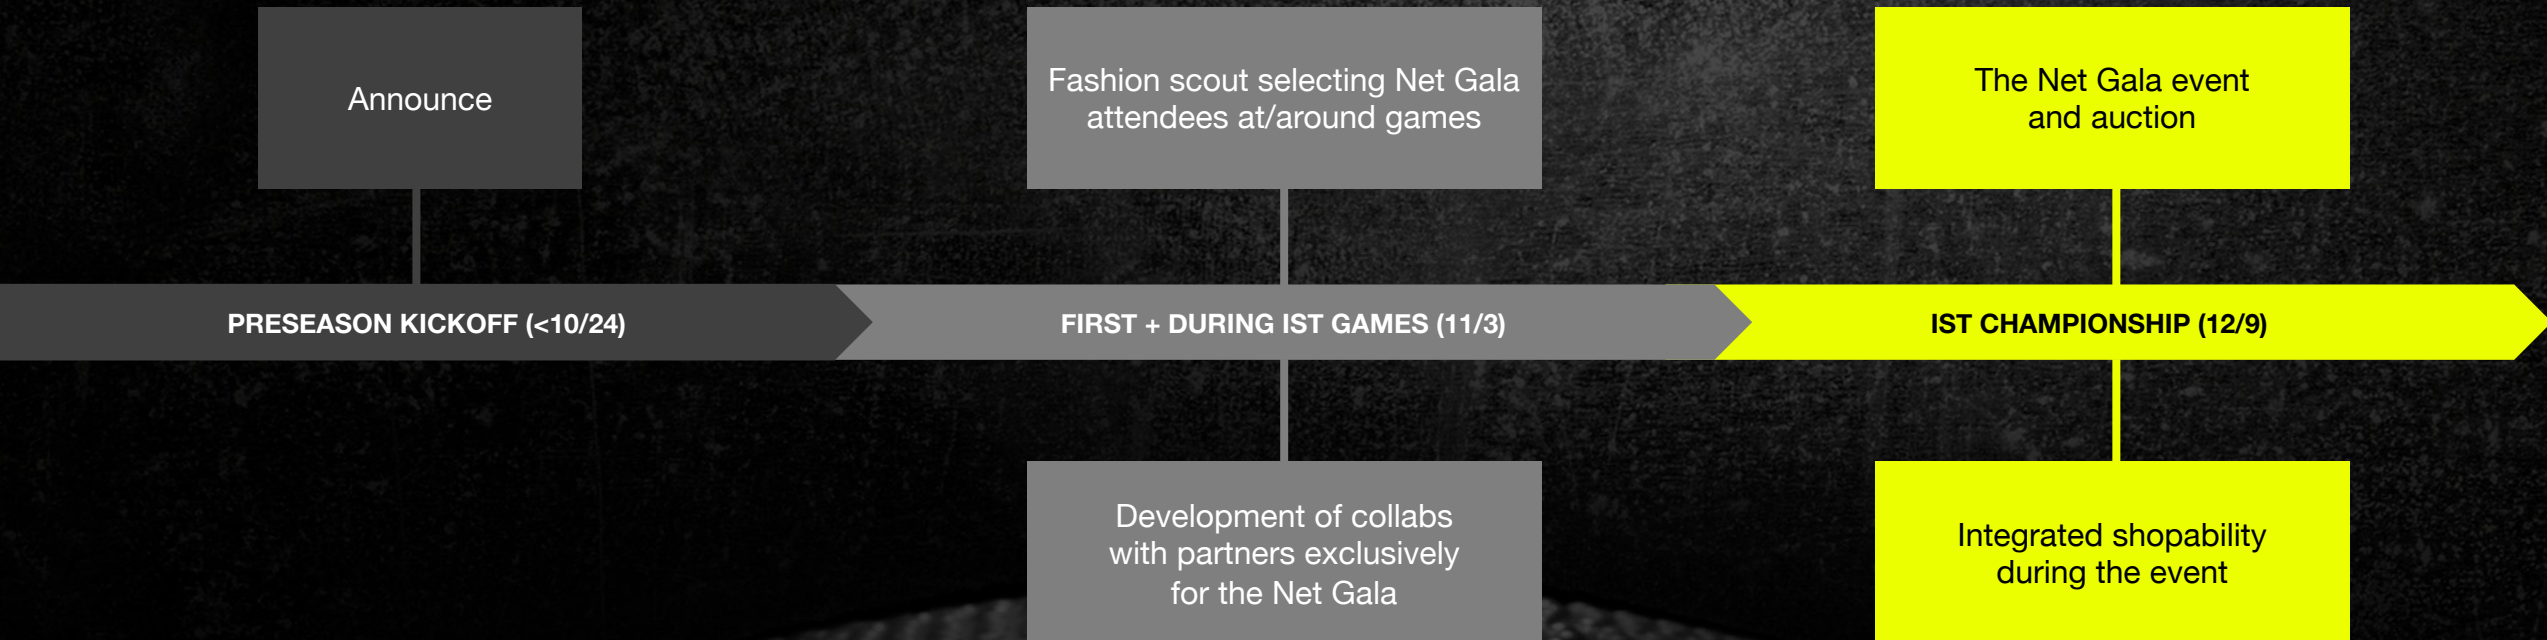 Announce
Fashion scout selecting Net Gala
attendees at/around games
The Net Gala event
and auction
PRESEASON KICKOFF (<10/24)
FIRST + DURING IST GAMES (11/3)
IST CHAMPIONSHIP (12/9)
Development of collabs
with partners exclusively
for the Net Gala
Integrated shopability
during the event